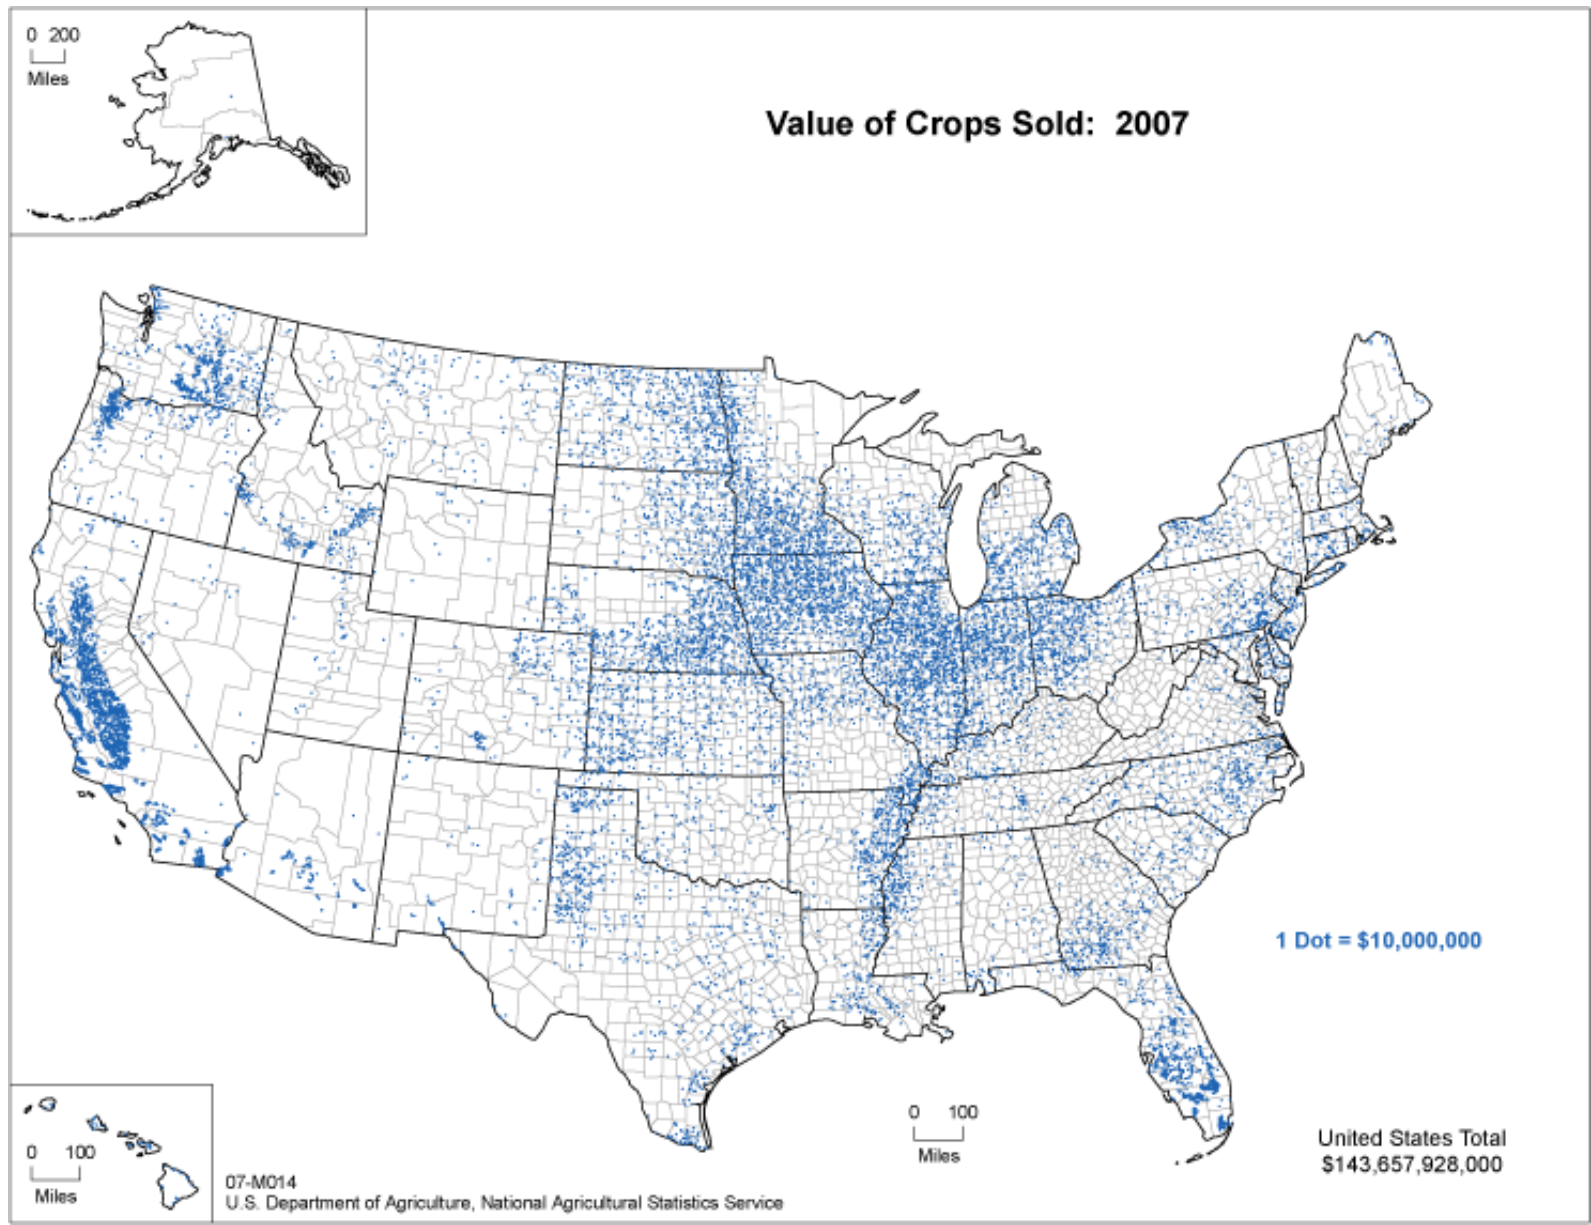 0 200
Miles
Value of Crops Sold: 2007
1 Dot = $10,000,000
0 100
Miles
0 100
Miles
United States Total
$143,657,928,000
07-M014
U.S. Department of Agriculture, National Agricultural Statistics Service